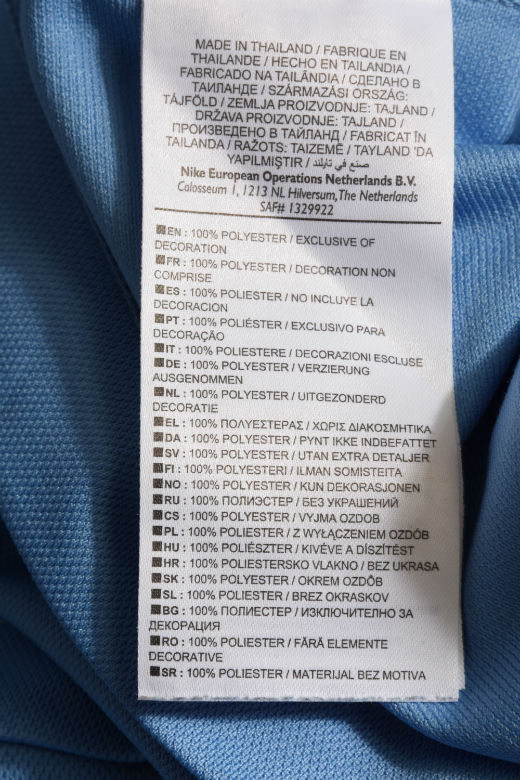 MADE IN THAILAND / FABRIQUE EN
THAILANDE / HECHO EN TAILANDIA /
FABRICADO NA TAILÂNDIA / СДЕЛАНО В
ТАИЛАНДЕ / SZÁRMAZÁSI ORSZÁG:
TÁJFÖLD / ZEMLJA PROIZVODNJE: TAJLAND /
DRŽAVA PROIZVODNJE: TAJLAND /
ПРОИЗВЕДЕНО В ТАЙЛАНД / FABRICAT ÎN
TAILANDA / RAŽOTS: TAIZEMĒ / TAYLAND 'DA
YAPILMIŞTIR / صنع في تايلند
Nike European Operations Netherlands B.V.
Colosseum 1, 1213 NL Hilversum, The Netherlands
SAF# 1329922
EN : 100% POLYESTER / EXCLUSIVE OF
DECORATION
FR : 100% POLYESTER / DECORATION NON
COMPRISE
ES : 100% POLIESTER / NO INCLUYE LA
DECORACION
PT : 100% POLIÉSTER / EXCLUSIVO PARA
DECORAÇÃO
IT : 100% POLIESTERE / DECORAZIONI ESCLUSE
DE : 100% POLYESTER / VERZIERUNG
AUSGENOMMEN
NL : 100% POLYESTER / UITGEZONDERD
DECORATIE
EL : 100% ΠΟΛΥΕΣΤΕΡΑΣ / ΧΩΡΙΣ ΔΙΑΚΟΣΜΗΤΙΚΑ
DA : 100% POLYESTER / PYNT IKKE INDBEFATTET
SV : 100% POLYESTER / UTAN EXTRA DETALJER
FI : 100% POLYESTERI / ILMAN SOMISTEITA
NO : 100% POLYESTER / KUN DEKORASJONEN
RU : 100% ПОЛИЭСТЕР / БЕЗ УКРАШЕНИЙ
CS : 100% POLYESTER / VYJMA OZDOB
PL : 100% POLYESTER / Z WYŁĄCZENIEM OZDÓB
HU : 100% POLIÉSZTER / KIVÉVE A DÍSZÍTÉST
HR : 100% POLIESTERSKO VLAKNO / BEZ UKRASA
SK : 100% POLYESTER / OKREM OZDÔB
SL : 100% POLIESTER / BREZ OKRASKOV
BG : 100% ПОЛИЕСТЕР / ИЗКЛЮЧИТЕЛНО ЗА
ДЕКОРАЦИЯ
RO : 100% POLIESTER / FĂRĂ ELEMENTE
DECORATIVE
SR : 100% POLIESTER / MATERIJAL BEZ MOTIVA